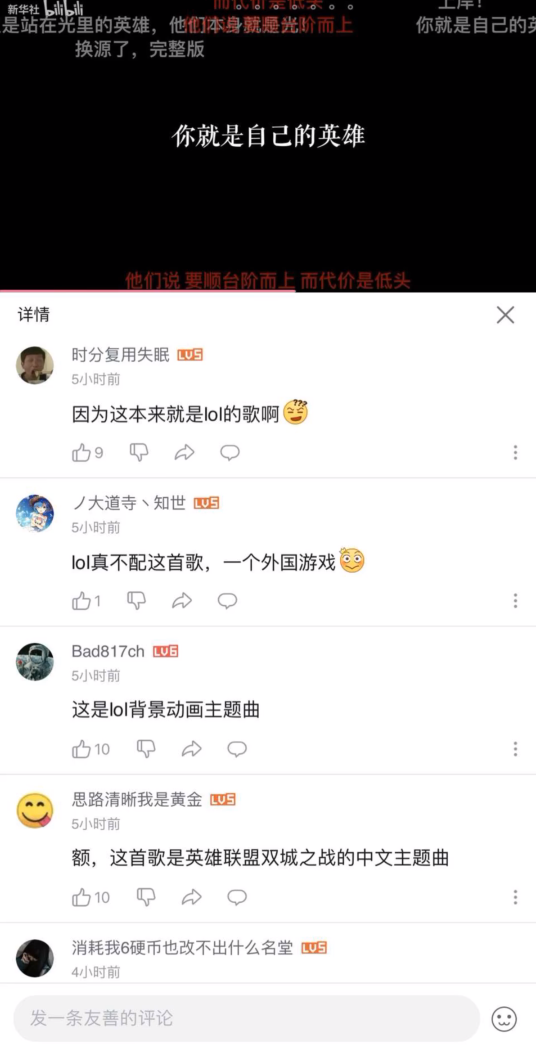 新华社 bilibili
而代价是低头
。。。。。。。
上岸！
是站在光里的英雄，他们本身就是光！
你就是自己的英
换源了，完整版
你就是自己的英雄
他们说 要顺台阶而上 而代价是低头
详情
时分复用失眠 LV5
5小时前
因为这本来就是lol的歌啊
9
ノ大道寺丶知世 LV5
5小时前
lol真不配这首歌，一个外国游戏
1
Bad817ch LV6
5小时前
这是lol背景动画主题曲
10
思路清晰我是黄金 LV5
5小时前
额，这首歌是英雄联盟双城之战的中文主题曲
10
消耗我6硬币也改不出什么名堂 LV5
4小时前
发一条友善的评论